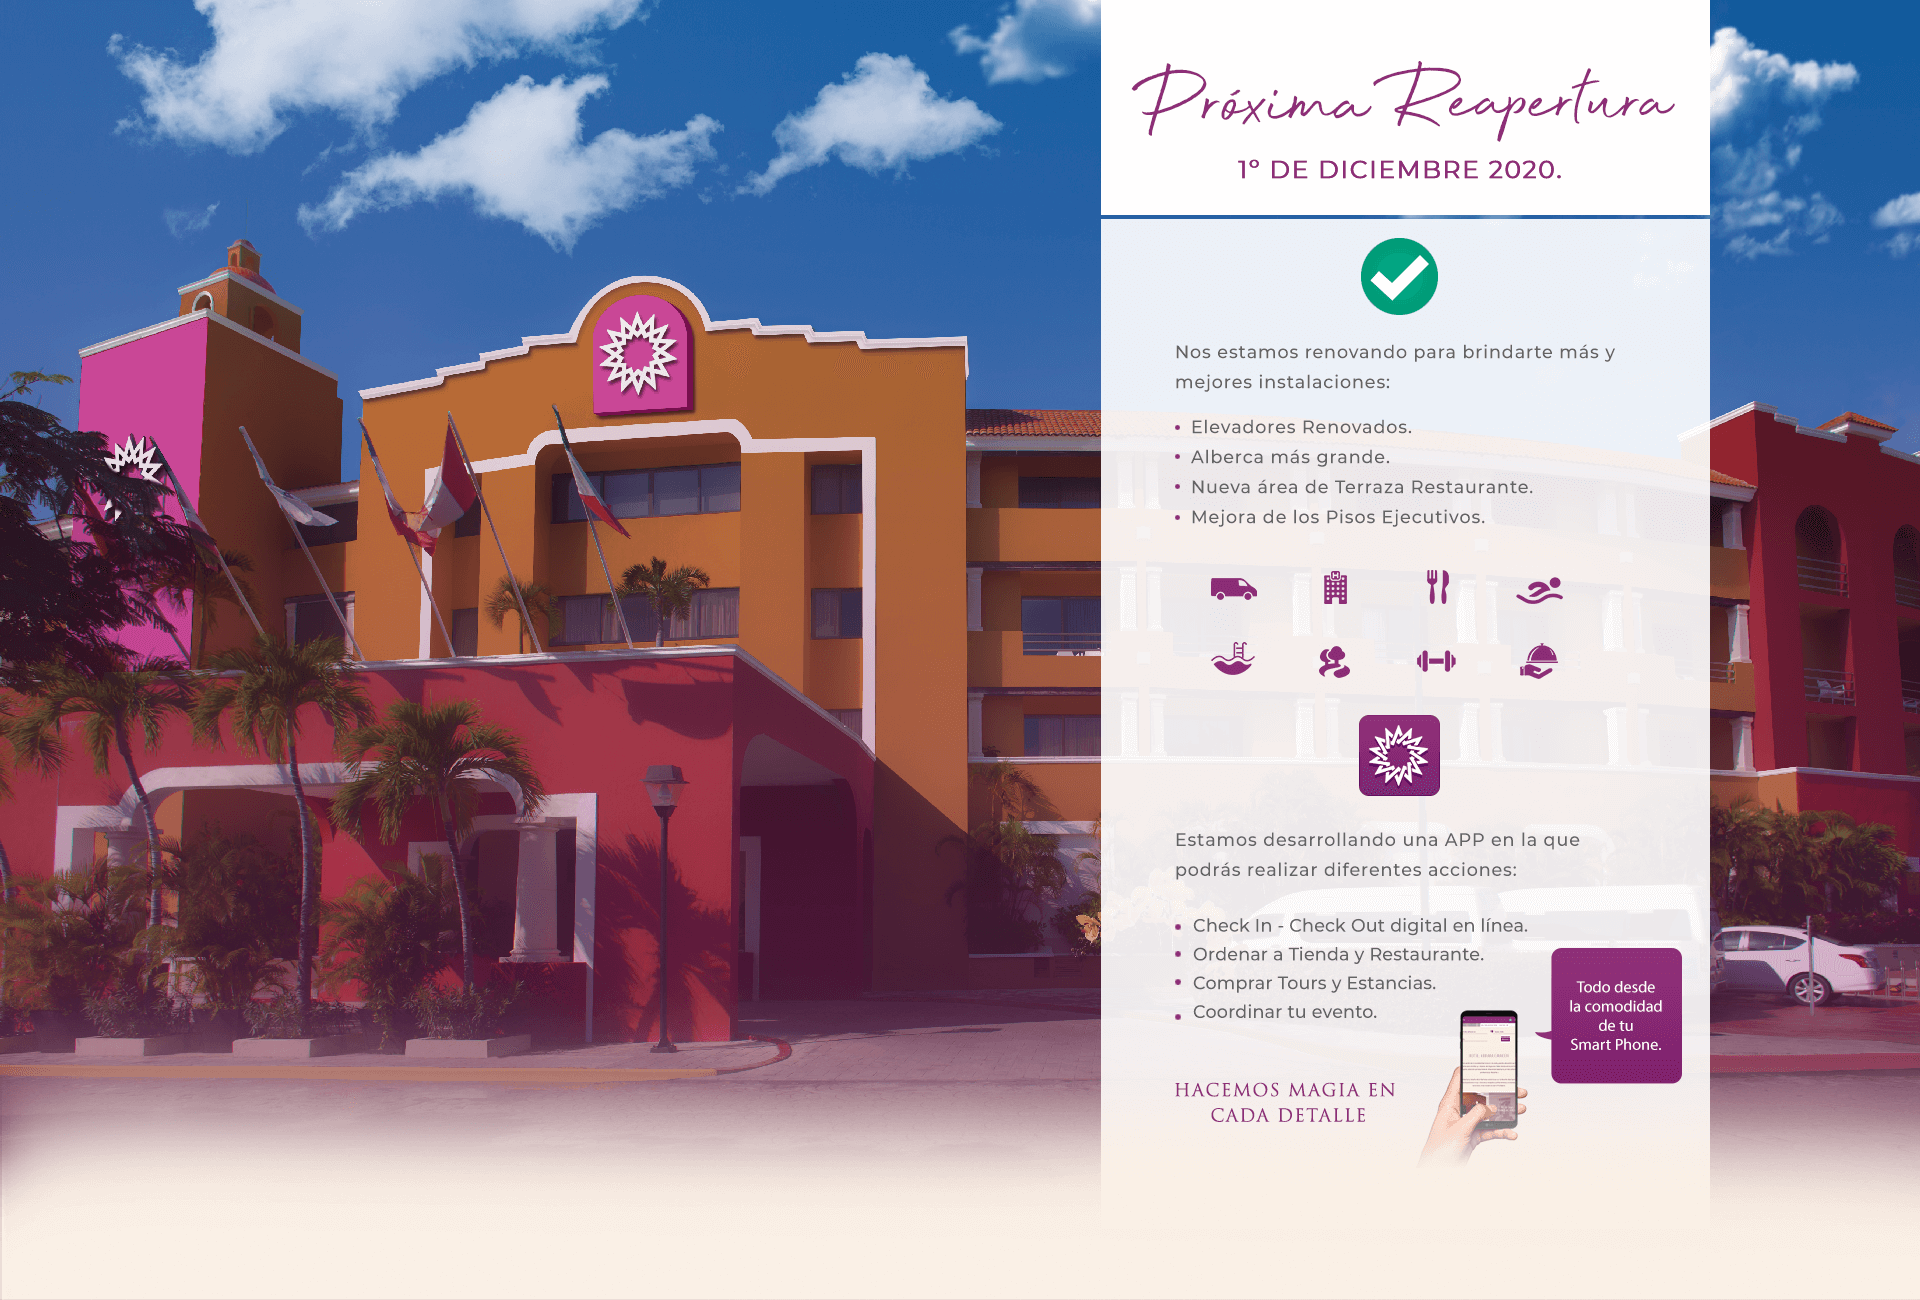 Próxima Reapertura
1º DE DICIEMBRE 2020.
Nos estamos renovando para brindarte más y
mejores instalaciones:
• Elevadores Renovados.
• Alberca más grande.
• Nueva área de Terraza Restaurante.
• Mejora de los Pisos Ejecutivos.
Estamos desarrollando una APP en la que
podrás realizar diferentes acciones:
• Check In - Check Out digital en línea.
• Ordenar a Tienda y Restaurante.
• Comprar Tours y Estancias.
• Coordinar tu evento.
Todo desde
la comodidad
de tu
Smart Phone.
HACEMOS MAGIA EN
CADA DETALLE